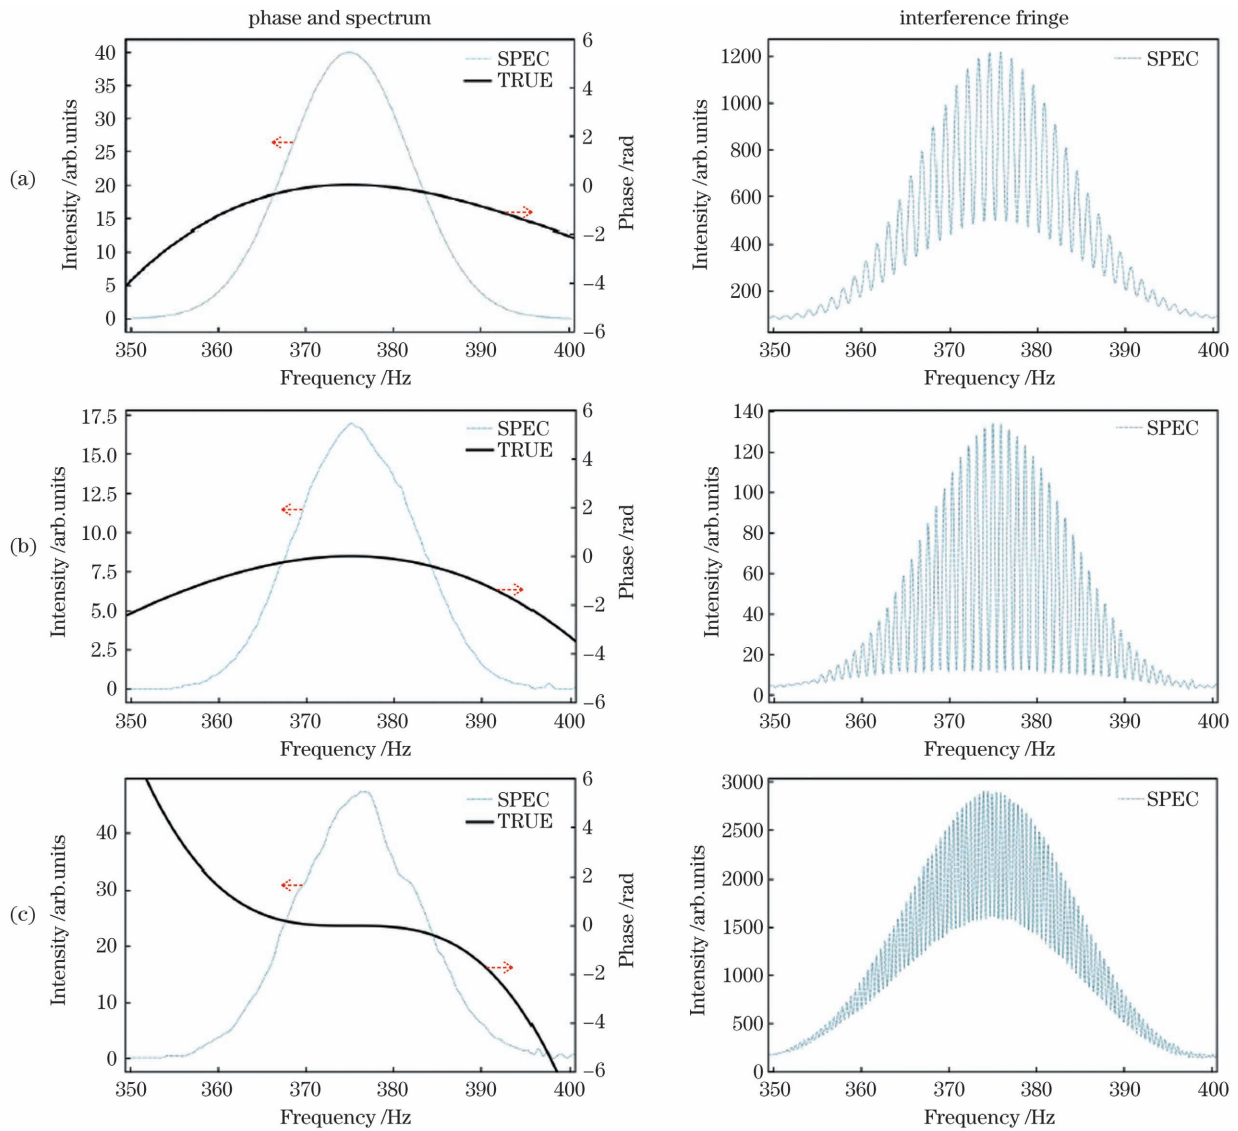 phase and spectrum
interference fringe
(a)
Intensity /arb.units
40
35
30
25
20
15
10
5
0
SPEC
TRUE
6
4
2
0
−2
−4
−6
Phase /rad
350 360 370 380 390 400
Frequency /Hz
Intensity /arb.units
1200
1000
800
600
400
200
SPEC
350 360 370 380 390 400
Frequency /Hz
(b)
Intensity /arb.units
17.5
15.0
12.5
10.0
7.5
5.0
2.5
0
SPEC
TRUE
6
4
2
0
−2
−4
−6
Phase /rad
350 360 370 380 390 400
Frequency /Hz
Intensity /arb.units
140
120
100
80
60
40
20
0
SPEC
350 360 370 380 390 400
Frequency /Hz
(c)
Intensity /arb.units
40
30
20
10
0
SPEC
TRUE
6
4
2
0
−2
−4
−6
Phase /rad
350 360 370 380 390 400
Frequency /Hz
Intensity /arb.units
3000
2500
2000
1500
1000
500
0
SPEC
350 360 370 380 390 400
Frequency /Hz